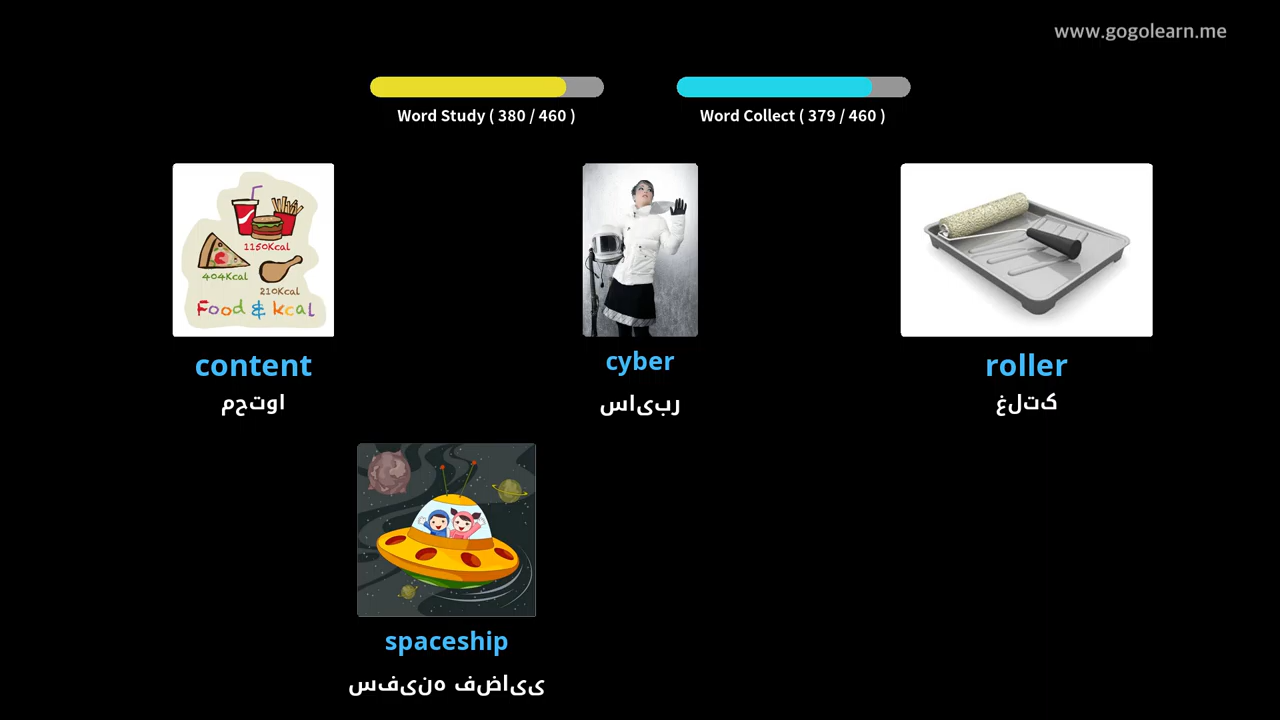 www.gogolearn.me
Word Study ( 380 / 460 )
Word Collect ( 379 / 460 )
1150Kcal
404Kcal
210Kcal
Food & kcal
content
اوتحم
cyber
ربیاس
roller
کتلغ
spaceship
ییاضف هنیفس